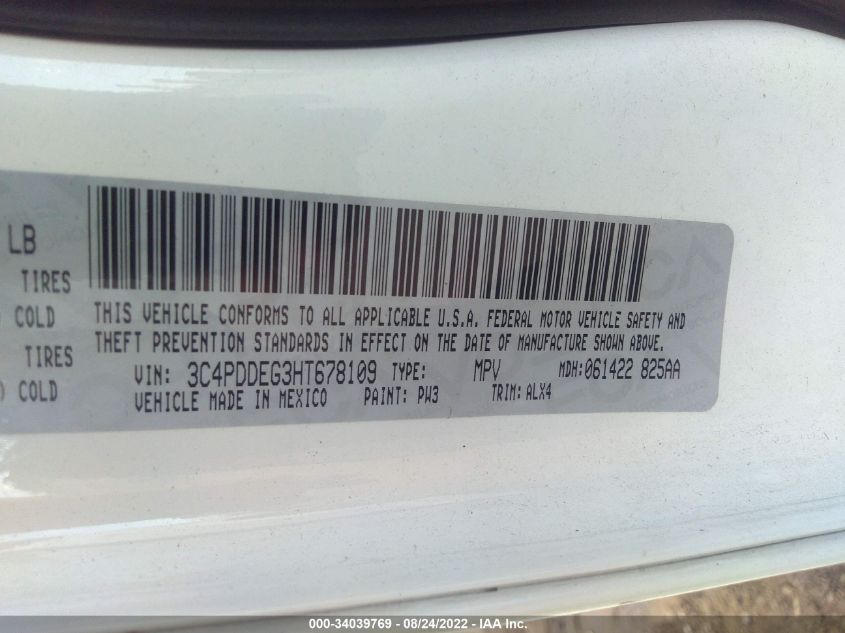 LB
TIRES
COLD
TIRES
COLD
THIS VEHICLE CONFORMS TO ALL APPLICABLE U.S.A. FEDERAL MOTOR VEHICLE SAFETY AND
THEFT PREVENTION STANDARDS IN EFFECT ON THE DATE OF MANUFACTURE SHOWN ABOVE.
VIN: 3C4PDDEG3HT678109 TYPE: MPV MDH:061422 825AA
VEHICLE MADE IN MEXICO PAINT: PW3 TRIM: ALX4
000-34039769 - 08/24/2022 - IAA Inc.